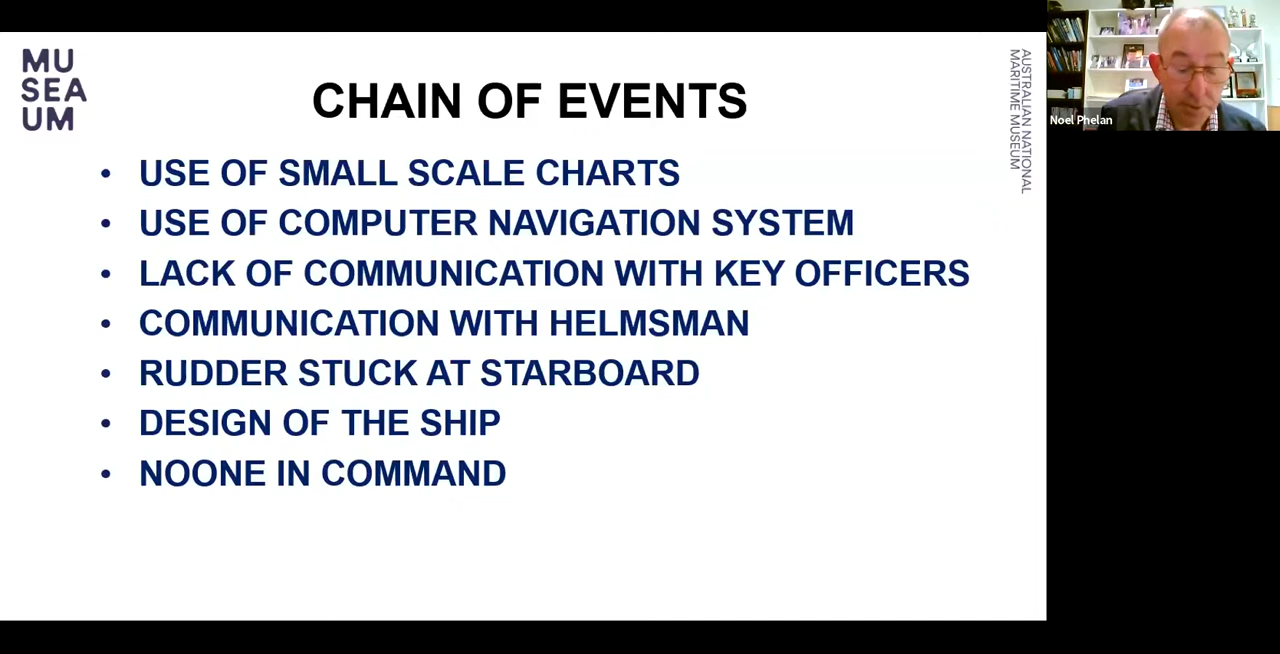 MU
SEA
UM
CHAIN OF EVENTS
• USE OF SMALL SCALE CHARTS
• USE OF COMPUTER NAVIGATION SYSTEM
• LACK OF COMMUNICATION WITH KEY OFFICERS
• COMMUNICATION WITH HELMSMAN
• RUDDER STUCK AT STARBOARD
• DESIGN OF THE SHIP
• NOONE IN COMMAND
AUSTRALIAN NATIONAL
MARITIME MUSEUM
Noel Phelan